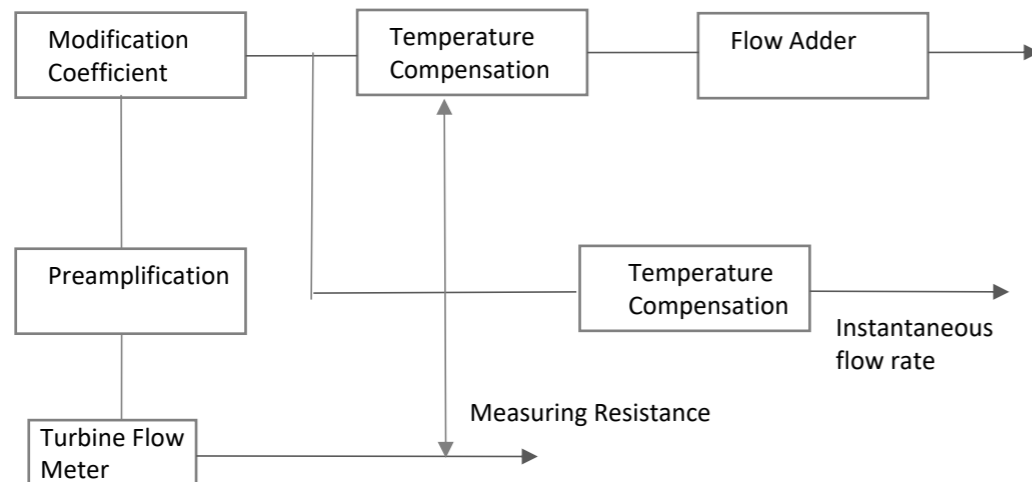 Modification
Coefficient
Temperature
Compensation
Flow Adder
Preamplification
Temperature
Compensation
Instantaneous
flow rate
Measuring Resistance
Turbine Flow
Meter